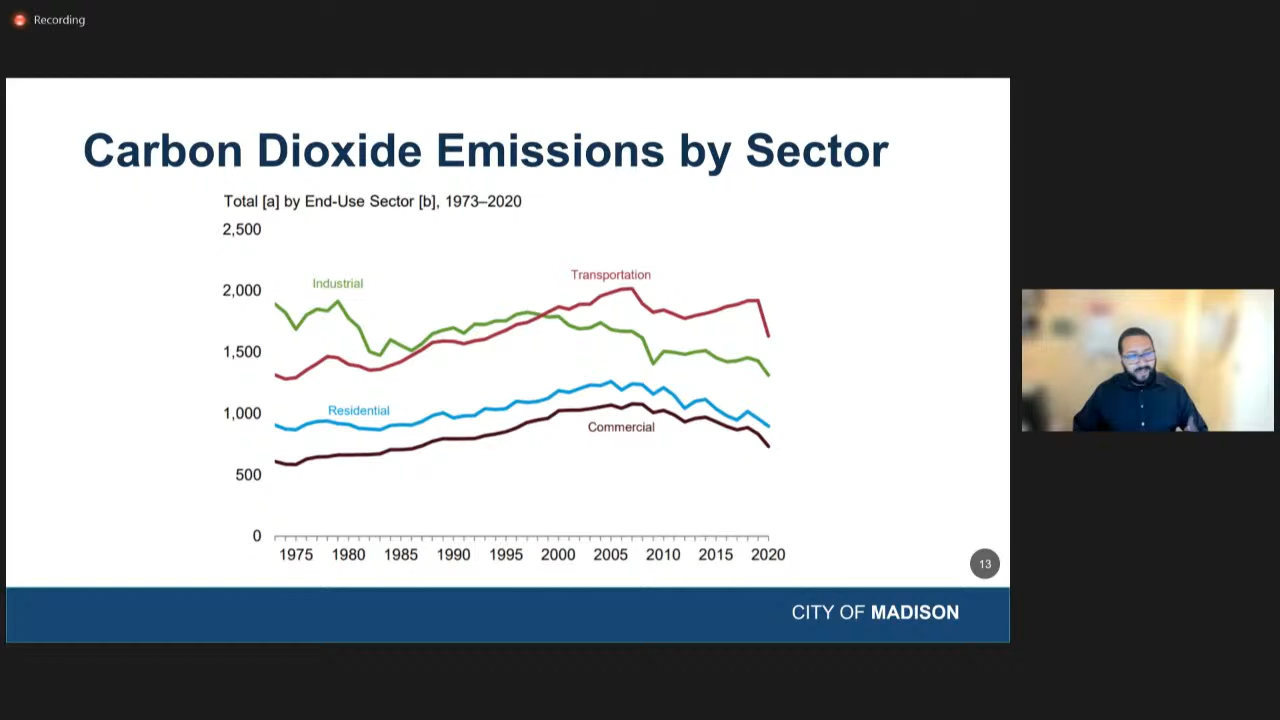 Recording
Carbon Dioxide Emissions by Sector
Total [a] by End-Use Sector [b], 1973–2020
2,500
2,000
1,500
1,000
500
0
Industrial
Transportation
Residential
Commercial
1975 1980 1985 1990 1995 2000 2005 2010 2015 2020
13
CITY OF MADISON